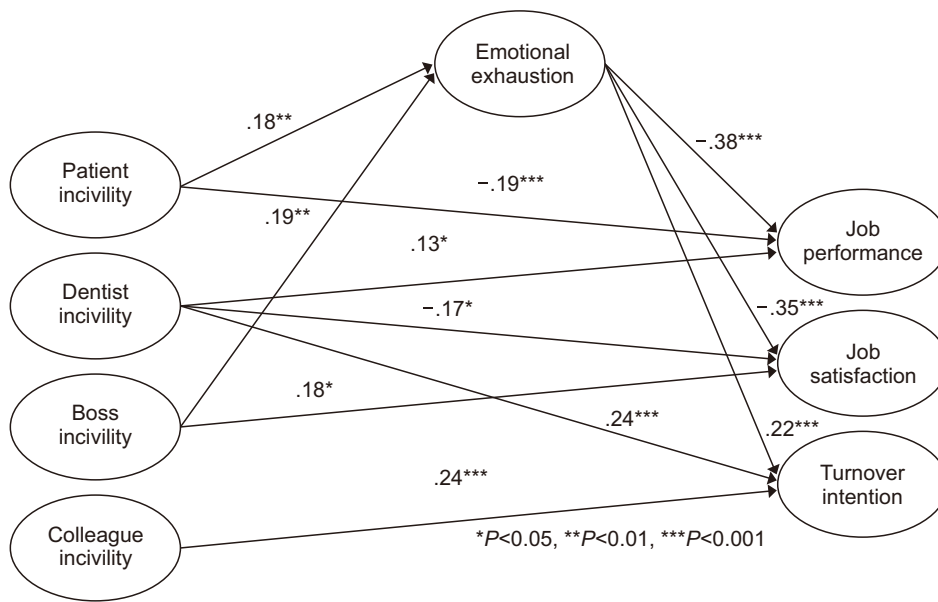 Emotional
exhaustion
.18**
−.38***
Patient
incivility
−.19***
.19**
Job
performance
.13*
Dentist
incivility
−.17*
−.35***
Job
satisfaction
.18*
Boss
incivility
.24***
.22***
Turnover
intention
.24***
Colleague
incivility
*P<0.05, **P<0.01, ***P<0.001